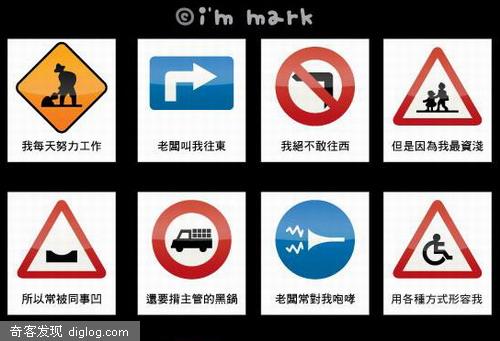 ©i'm mark
我每天努力工作
老闆叫我往東
我絕不敢往西
但是因為我最資淺
所以常被同事凹
還要揹主管的黑鍋
老闆常對我咆哮
用各種方式形容我
奇客发现 diglog.com